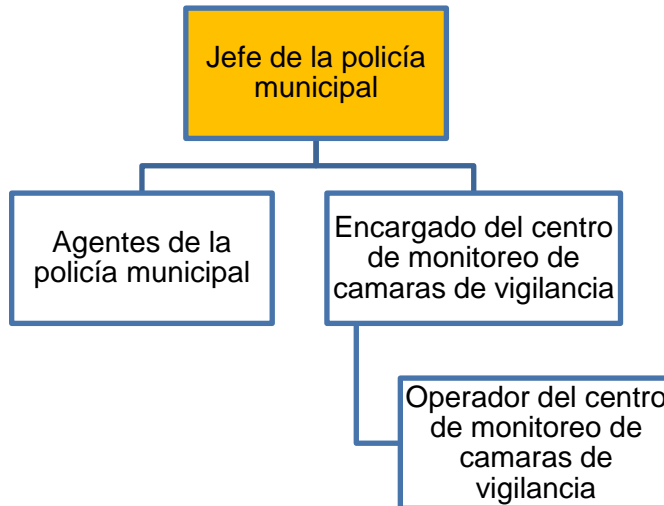 Jefe de la policía
municipal
Agentes de la
policía municipal
Encargado del centro
de monitoreo de
camaras de vigilancia
Operador del centro
de monitoreo de
camaras de
vigilancia